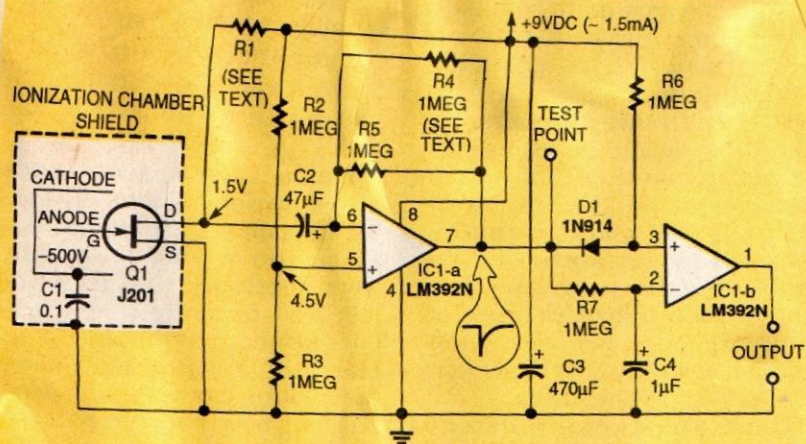 +9VDC (~ 1.5mA)
R1
(SEE
TEXT)
R4
1MEG
(SEE
TEXT)
R6
1MEG
IONIZATION CHAMBER
SHIELD
R2
1MEG
TEST
POINT
R5
1MEG
CATHODE
1.5V
C2
47µF
D1
1N914
ANODE
D
G
S
+
6
-
8
7
3
+
1
-500V
Q1
J201
5
+
4
IC1-a
LM392N
2
-
IC1-b
LM392N
C1
0.1
4.5V
R7
1MEG
OUTPUT
R3
1MEG
+
C3
470µF
+
C4
1µF